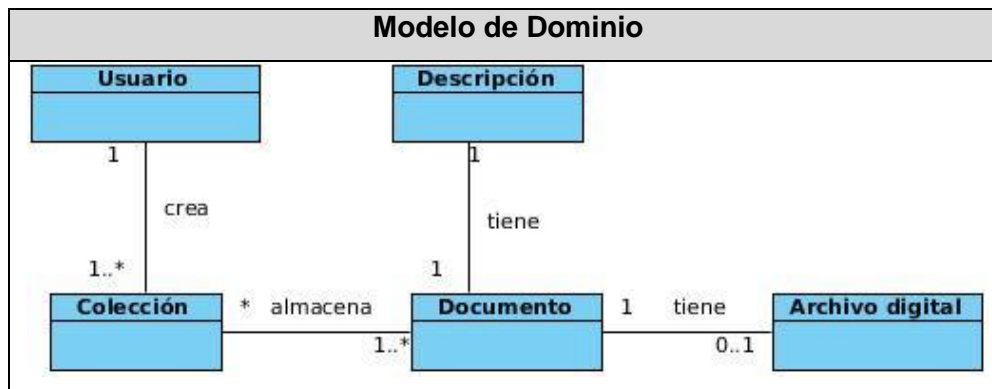 Modelo de Dominio
Usuario
Descripción
1
1
crea
tiene
1..*
1
Colección
* almacena
Documento
1 tiene
Archivo digital
1..*
0..1